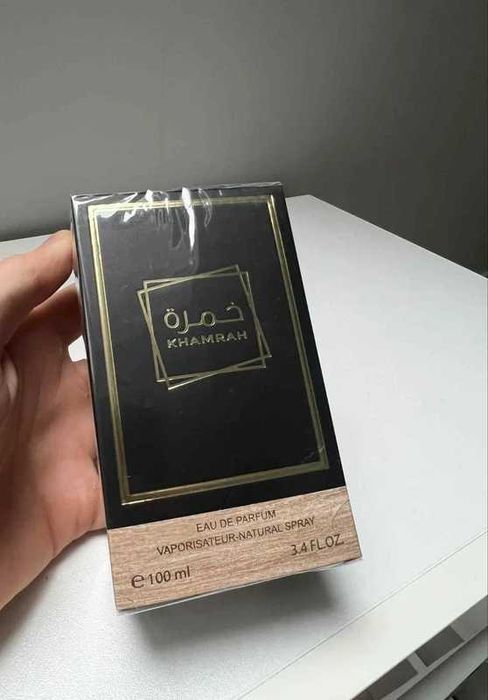 خمرة
KHAMRAH
EAU DE PARFUM
VAPORISATEUR-NATURAL SPRAY
3.4 FL.OZ.
℮ 100 ml